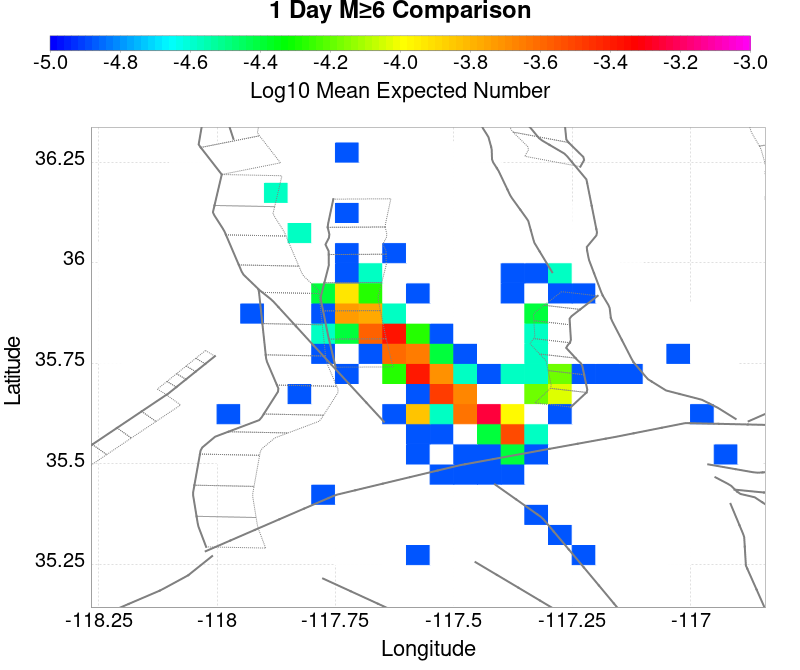 1 Day M≥6 Comparison
-5.0 -4.8 -4.6 -4.4 -4.2 -4.0 -3.8 -3.6 -3.4 -3.2 -3.0
Log10 Mean Expected Number
36.25
36
35.75
35.5
35.25
Latitude
-118.25 -118 -117.75 -117.5 -117.25 -117
Longitude